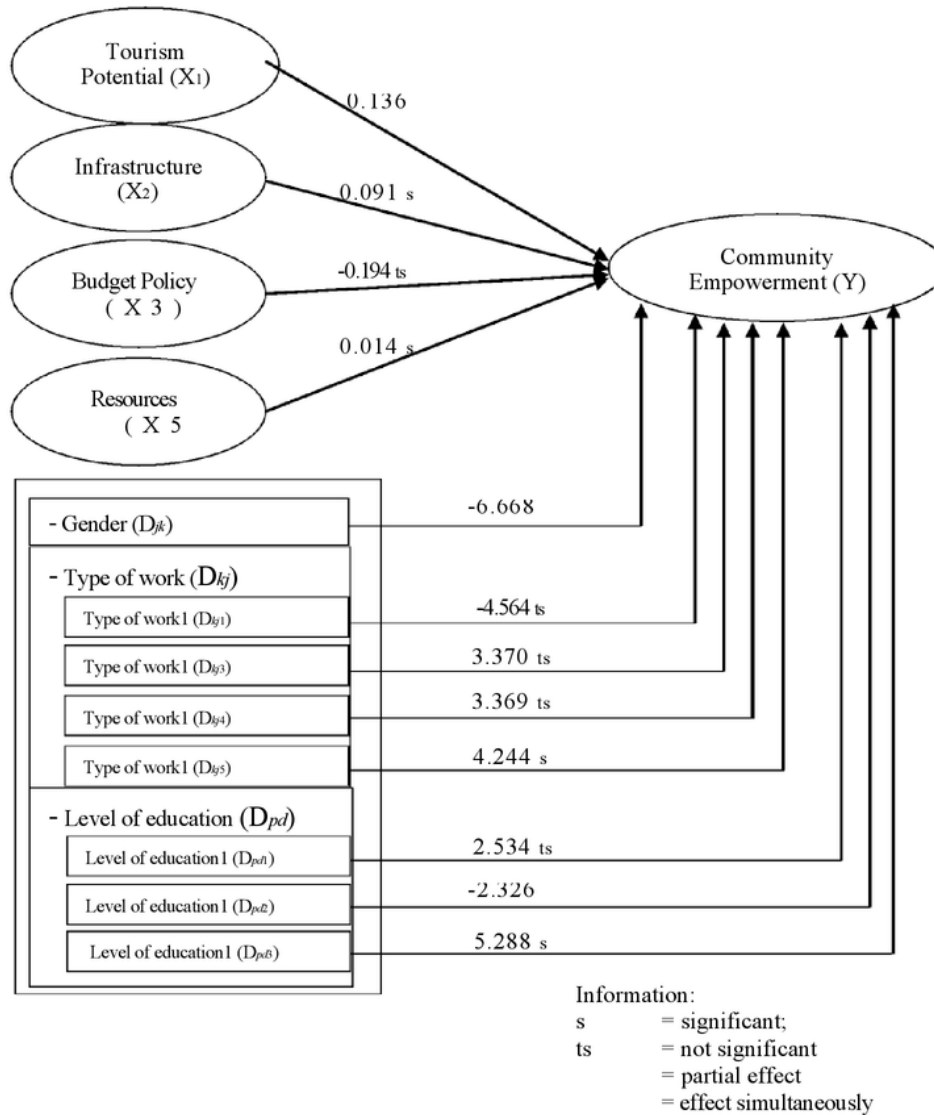 Tourism
Potential (X1)
0.136
Infrastructure
(X2)
0.091 s
Budget Policy
( X 3 )
-0.194 ts
Community
Empowerment (Y)
0.014 s
Resources
( X 5
- Gender (Djk)
-6.668
- Type of work (Dkj)
Type of work1 (Dkj1)
-4.564 ts
Type of work1 (Dkj3)
3.370 ts
Type of work1 (Dkj4)
3.369 ts
Type of work1 (Dkj5)
4.244 s
- Level of education (Dpd)
Level of education1 (Dpd1)
2.534 ts
Level of education1 (Dpd2)
-2.326
Level of education1 (Dpd3)
5.288 s
Information:
s = significant;
ts = not significant
= partial effect
= effect simultaneously